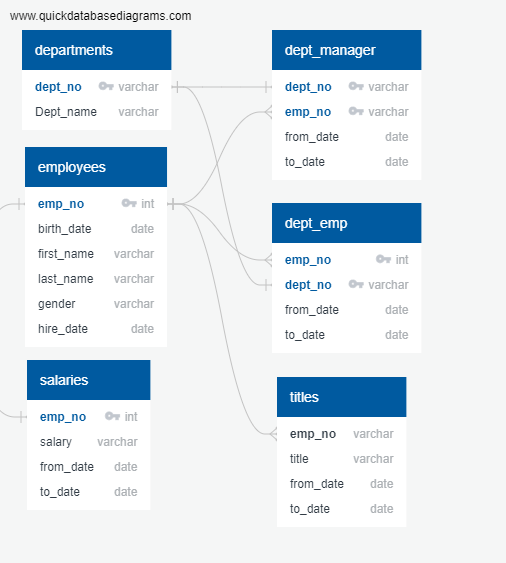 www.quickdatabasediagrams.com
departments
dept_no varchar
Dept_name varchar
employees
emp_no int
birth_date date
first_name varchar
last_name varchar
gender varchar
hire_date date
salaries
emp_no int
salary varchar
from_date date
to_date date
dept_manager
dept_no varchar
emp_no varchar
from_date date
to_date date
dept_emp
emp_no int
dept_no varchar
from_date date
to_date date
titles
emp_no varchar
title varchar
from_date date
to_date date